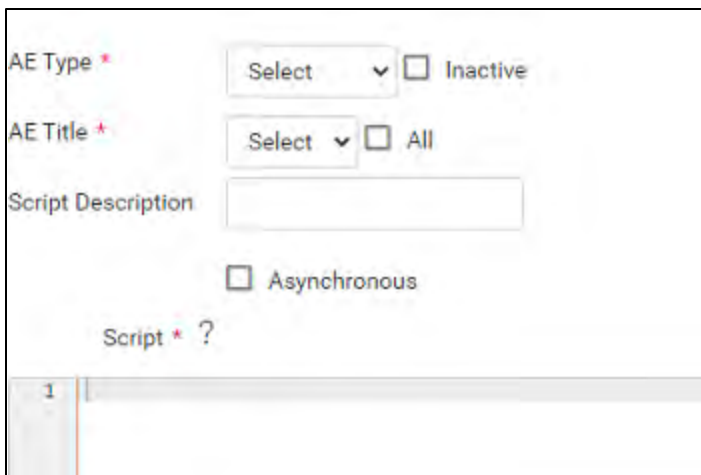 AE Type * Select Inactive
AE Title * Select All
Script Description
Asynchronous
Script * ?
1